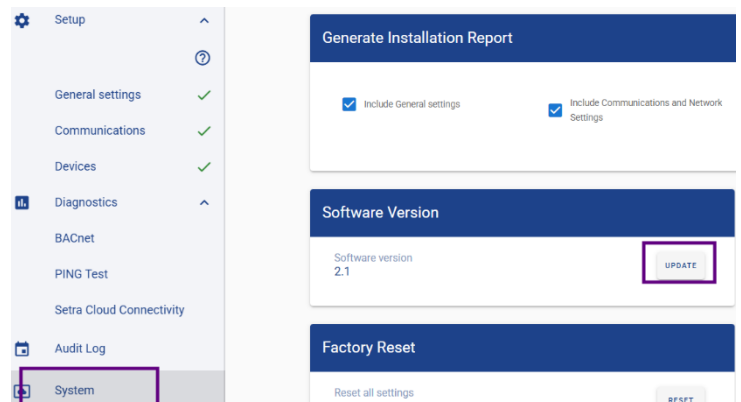 Setup
General settings
Communications
Devices
Diagnostics
BACnet
PING Test
Setra Cloud Connectivity
Audit Log
System
Generate Installation Report
Include General settings
Include Communications and Network
Settings
Software Version
Software version
2.1
UPDATE
Factory Reset
Reset all settings
RESET